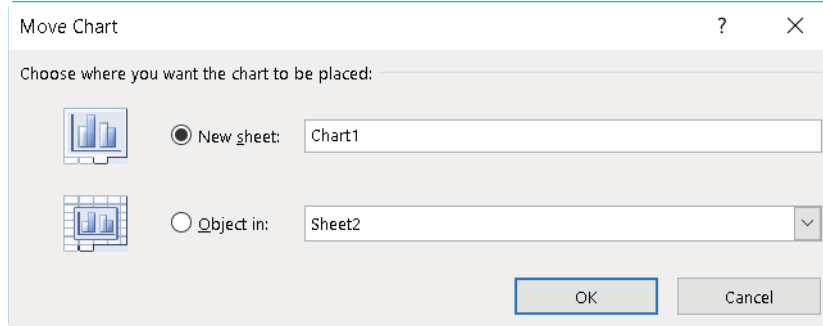 Move Chart ?
Choose where you want the chart to be placed:
New sheet: Chart1
Object in: Sheet2
OK Cancel